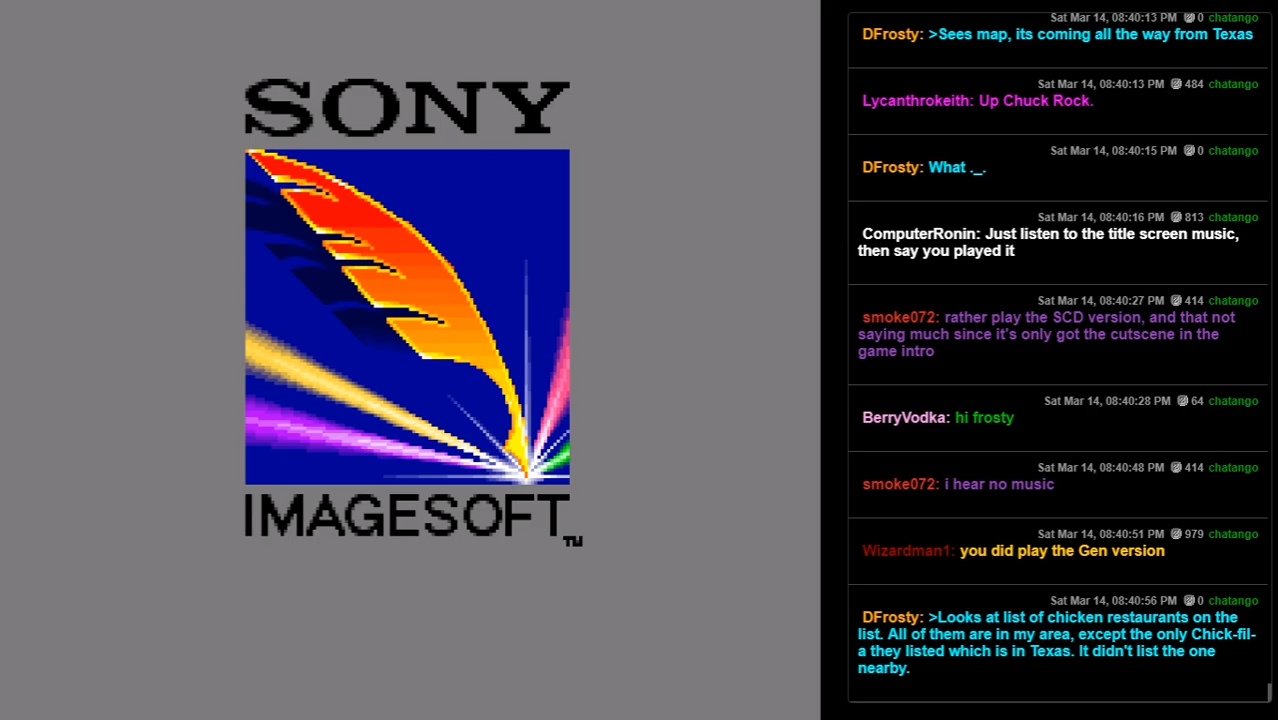 SONY
IMAGESOFT
TM
Sat Mar 14, 08:40:13 PM 0 chatango
DFrosty: >Sees map, its coming all the way from Texas
Sat Mar 14, 08:40:13 PM 484 chatango
Lycanthrokeith: Up Chuck Rock.
Sat Mar 14, 08:40:15 PM 0 chatango
DFrosty: What ._.
Sat Mar 14, 08:40:16 PM 813 chatango
ComputerRonin: Just listen to the title screen music,
then say you played it
Sat Mar 14, 08:40:27 PM 414 chatango
smoke072: rather play the SCD version, and that not
saying much since it's only got the cutscene in the
game intro
Sat Mar 14, 08:40:28 PM 64 chatango
BerryVodka: hi frosty
Sat Mar 14, 08:40:48 PM 414 chatango
smoke072: i hear no music
Sat Mar 14, 08:40:51 PM 979 chatango
Wizardman1: you did play the Gen version
Sat Mar 14, 08:40:56 PM 0 chatango
DFrosty: >Looks at list of chicken restaurants on the
list. All of them are in my area, except the only Chick-fil-
a they listed which is in Texas. It didn't list the one
nearby.